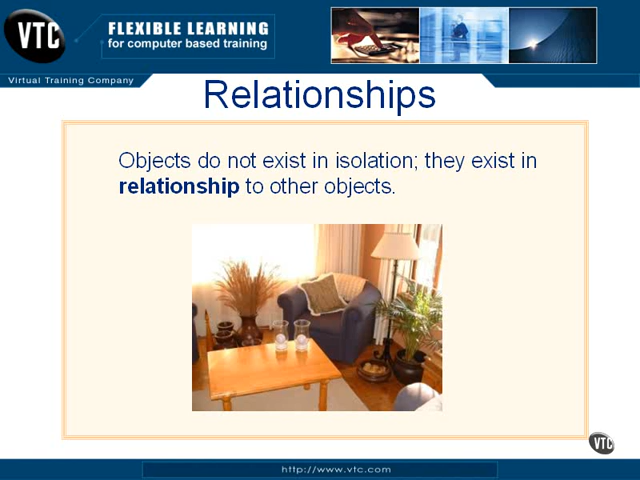 VTC
FLEXIBLE LEARNING
for computer based training
Virtual Training Company
Relationships
Objects do not exist in isolation; they exist in
relationship to other objects.
VTC
http://www.vtc.com